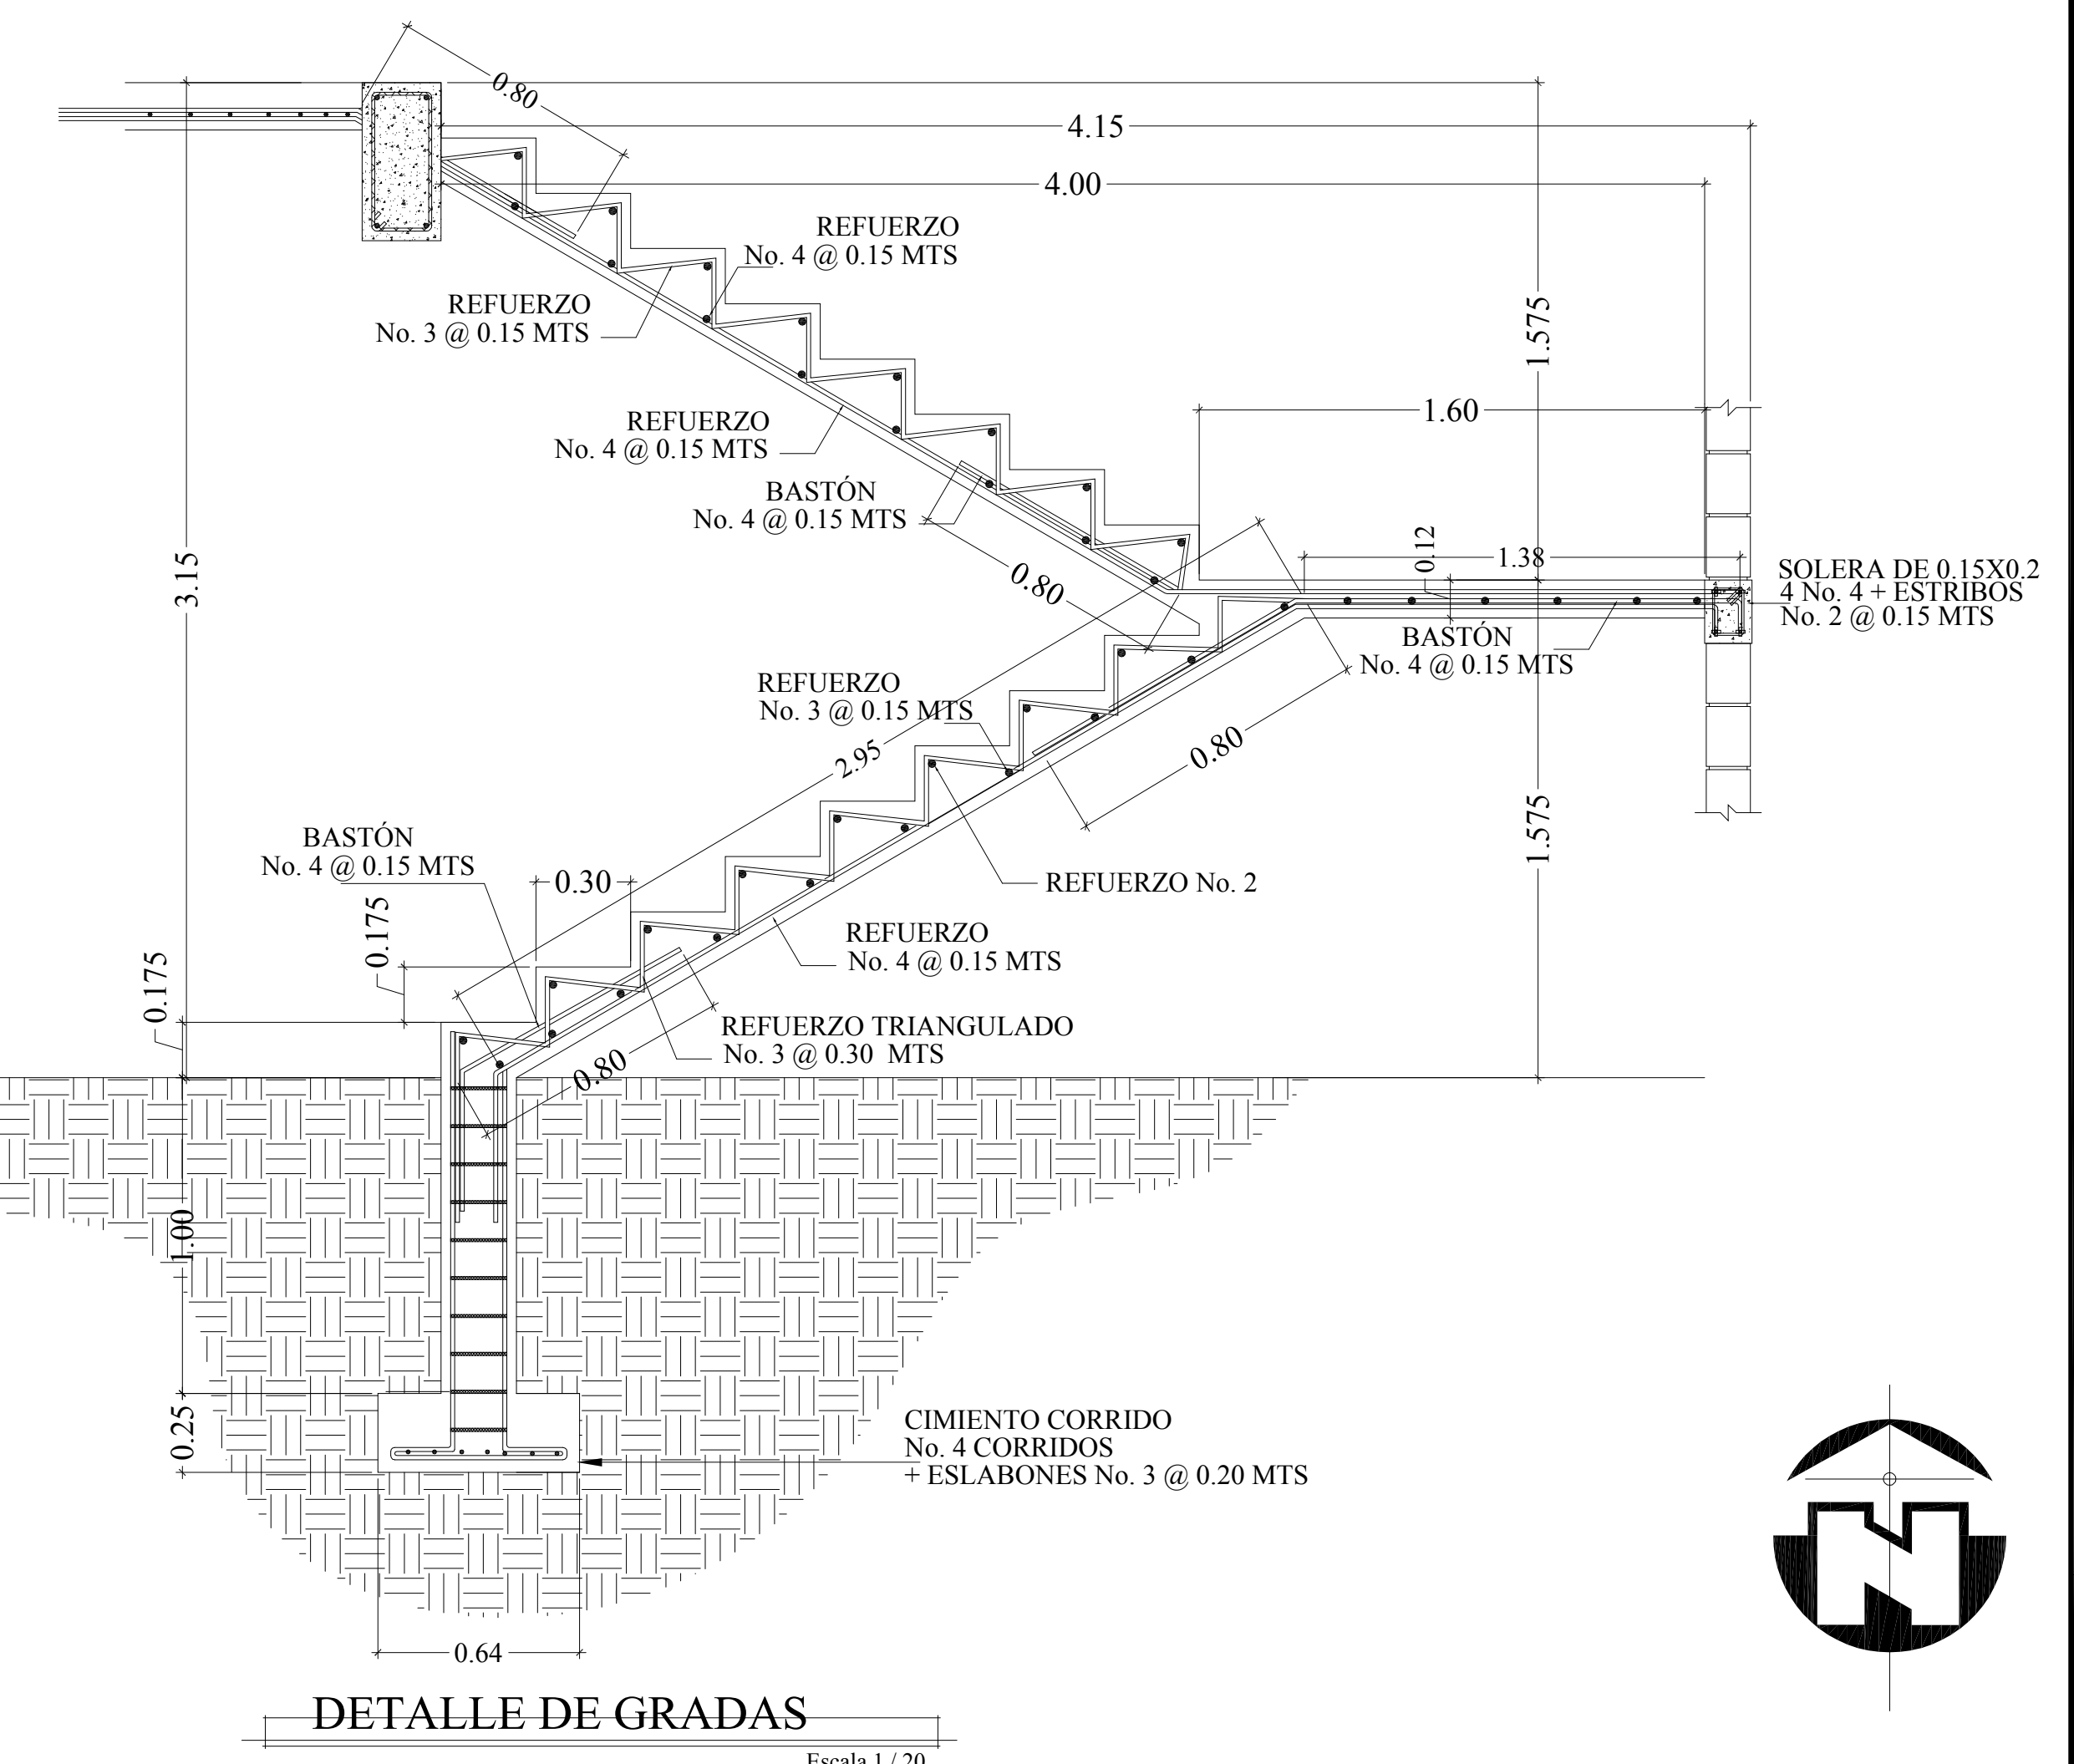 0.80
4.15
4.00
REFUERZO
No. 4 @ 0.15 MTS
REFUERZO
No. 3 @ 0.15 MTS
1.575
1.60
REFUERZO
No. 4 @ 0.15 MTS
BASTÓN
No. 4 @ 0.15 MTS
3.15
0.80
0.12
1.38
SOLERA DE 0.15X0.2
4 No. 4 + ESTRIBOS
No. 2 @ 0.15 MTS
BASTÓN
No. 4 @ 0.15 MTS
REFUERZO
No. 3 @ 0.15 MTS
2.95
0.80
1.575
BASTÓN
No. 4 @ 0.15 MTS
0.30
REFUERZO No. 2
0.175
REFUERZO
No. 4 @ 0.15 MTS
0.175
REFUERZO TRIANGULADO
No. 3 @ 0.30 MTS
0.80
1.00
0.25
CIMIENTO CORRIDO
No. 4 CORRIDOS
+ ESLABONES No. 3 @ 0.20 MTS
0.64
N
DETALLE DE GRADAS
Escala 1 / 20